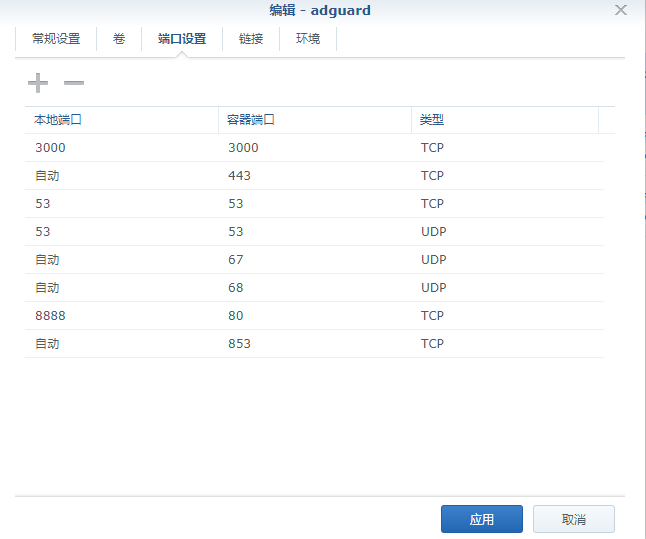 编辑 - adguard
常规设置 卷 端口设置 链接 环境
本地端口 容器端口 类型
3000 3000 TCP
自动 443 TCP
53 53 TCP
53 53 UDP
自动 67 UDP
自动 68 UDP
8888 80 TCP
自动 853 TCP
应用 取消